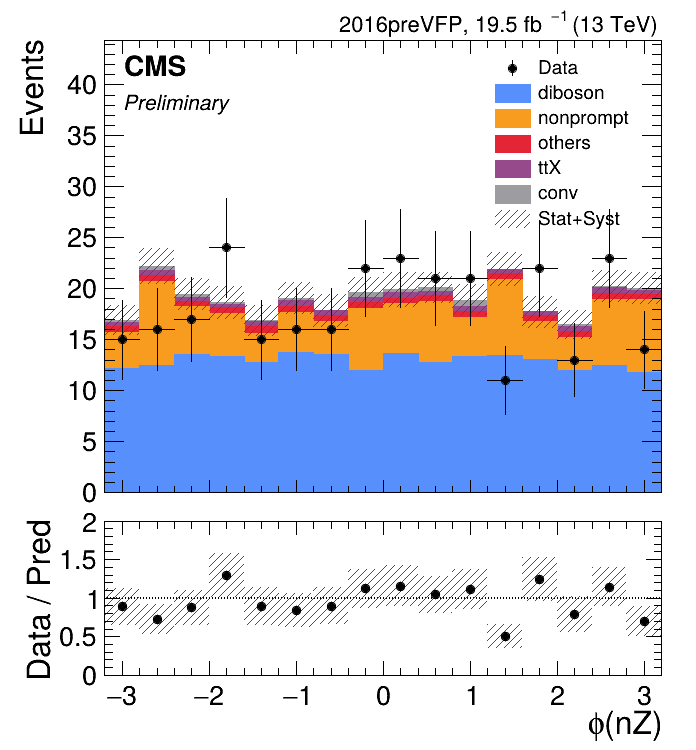 2016preVFP, 19.5 fb⁻¹ (13 TeV)
Events
CMS
Preliminary
Data
diboson
nonprompt
others
ttX
conv
Stat+Syst
40
35
30
25
20
15
10
5
0
Data / Pred
2
1.5
1
0.5
0
−3 −2 −1 0 1 2 3
ϕ(nZ)